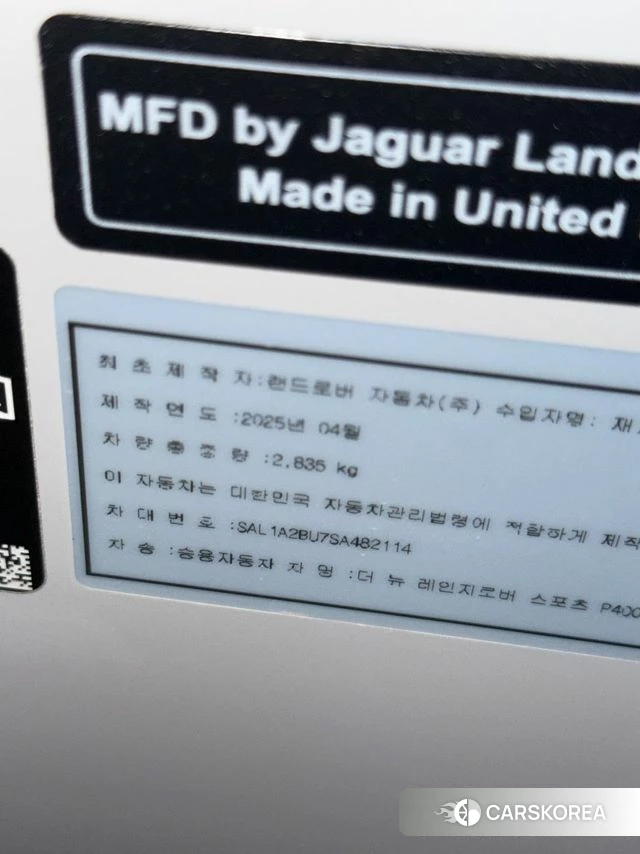 MFD by Jaguar Land
Made in United
최초제작자:랜드로버 자동차(주) 수입자명: 재
제작연도:2025년 04월
차량총중량:2.835 kg
이 자동차는 대한민국 자동차관리법령에 적합하게 제작
차대번호:SAL1A2BU7SA482114
차종:승용자동차 차명:더 뉴 레인지로버 스포츠 P400
CARSKOREA